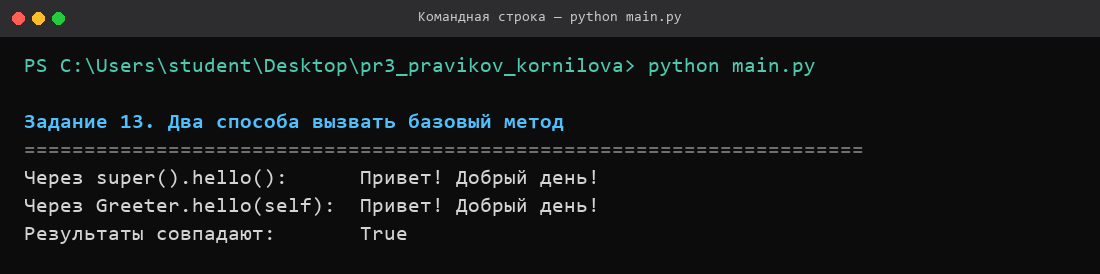 Командная строка — python main.py
PS C:\Users\student\Desktop\pr3_pravikov_kornilova> python main.py
Задание 13. Два способа вызвать базовый метод
======================================================================
Через super().hello():      Привет! Добрый день!
Через Greeter.hello(self):  Привет! Добрый день!
Результаты совпадают:       True